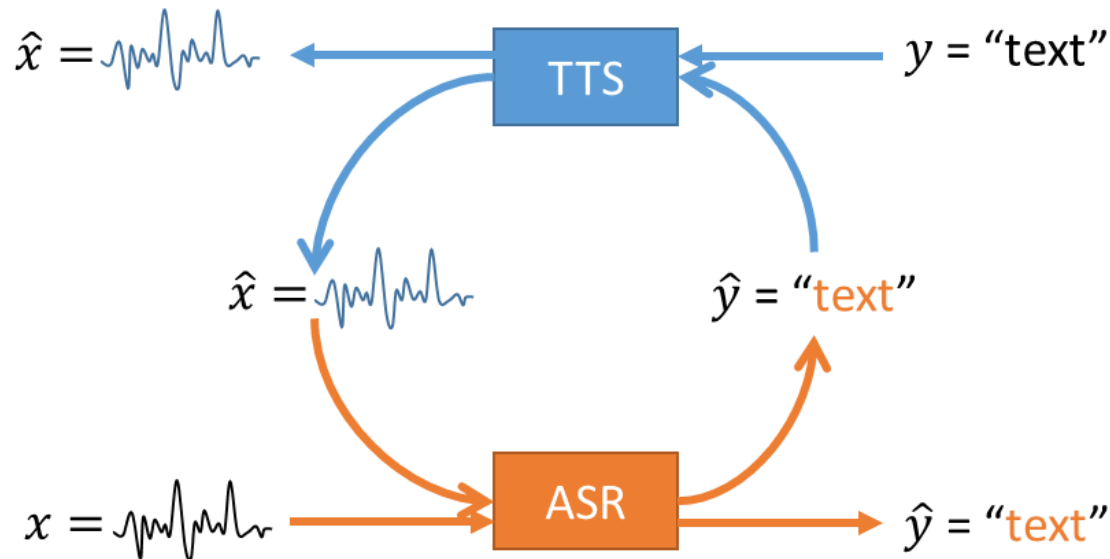 x̂ =
TTS
y = “text”
x̂ =
ŷ = “text”
x =
ASR
ŷ = “text”